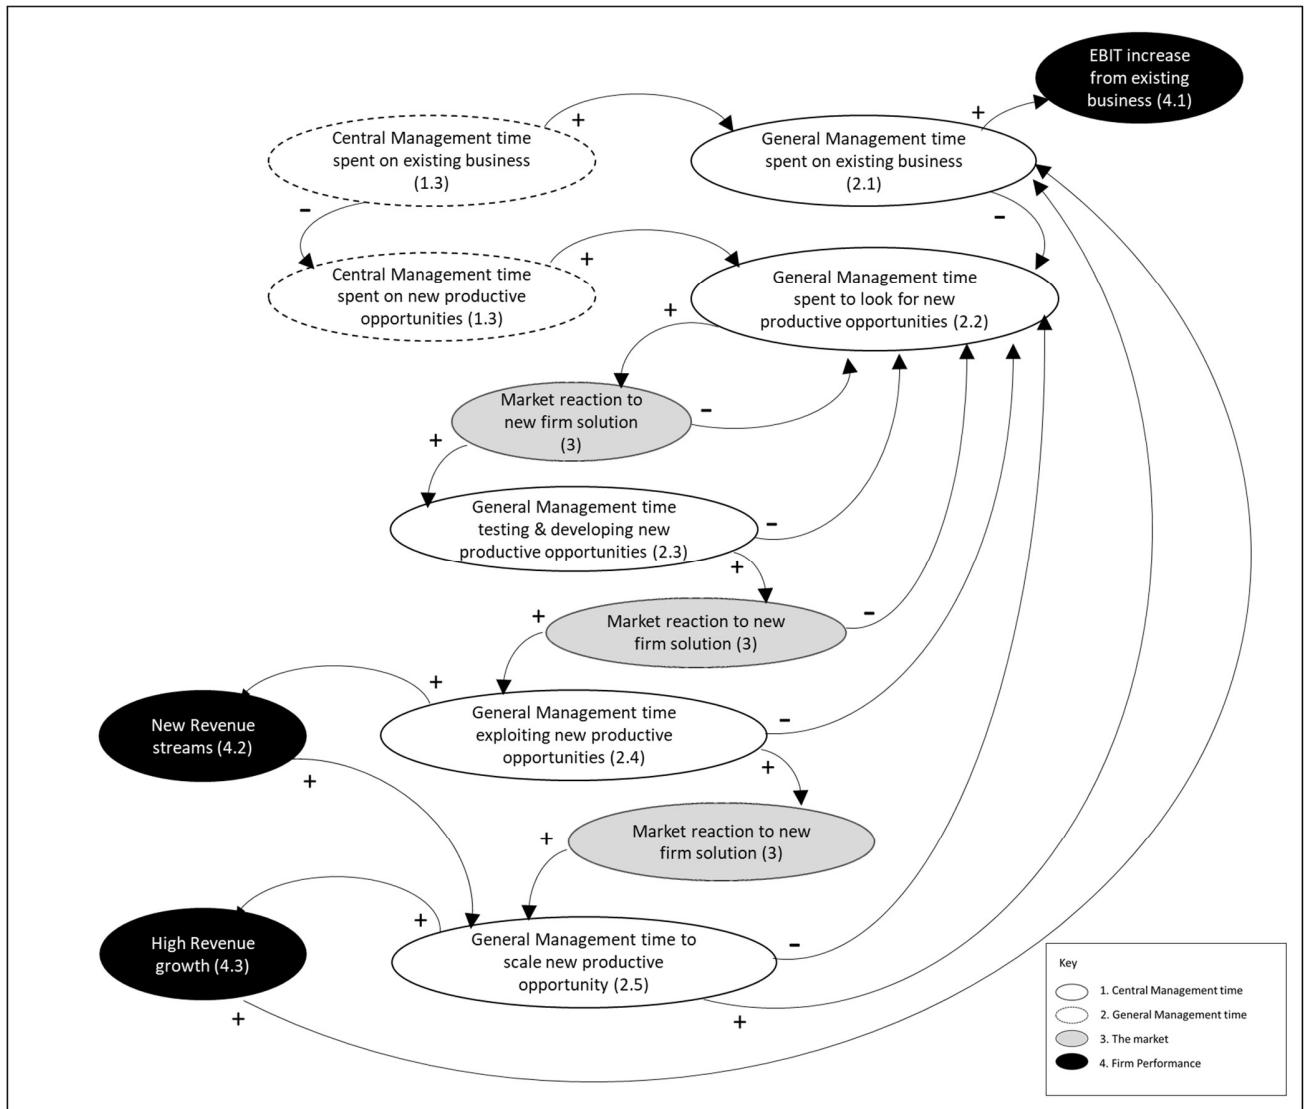 EBIT increase
from existing
business (4.1)
+
+
Central Management time
spent on existing business
(1.3)
General Management time
spent on existing business
(2.1)
-
-
+
Central Management time
spent on new productive
opportunities (1.3)
General Management time
spent to look for new
productive opportunities (2.2)
+
Market reaction to
new firm solution
(3)
-
+
General Management time
testing & developing new
productive opportunities (2.3)
-
+
+
Market reaction to new
firm solution (3)
-
+
General Management time
exploiting new productive
opportunities (2.4)
-
New Revenue
streams (4.2)
+
+
+
Market reaction to new
firm solution (3)
+
General Management time to
scale new productive
opportunity (2.5)
-
High Revenue
growth (4.3)
+
+
Key
1. Central Management time
2. General Management time
3. The market
4. Firm Performance